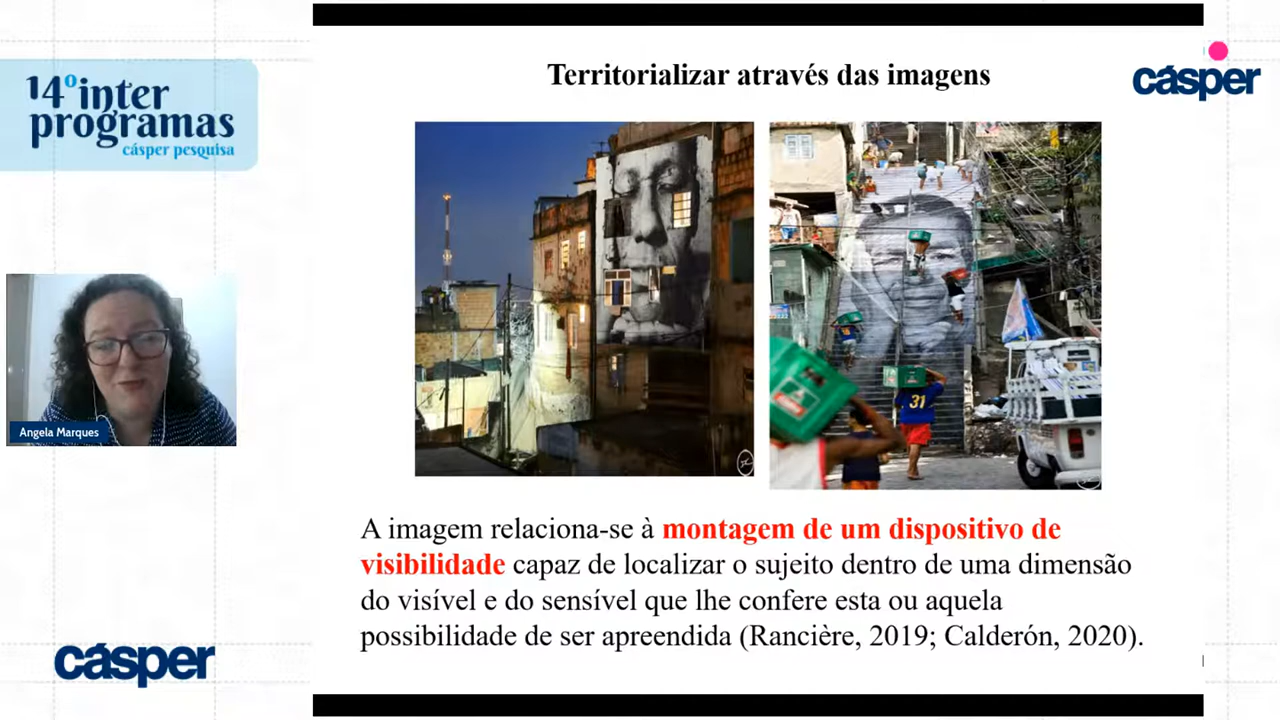 14º inter
programas
cásper pesquisa
Angela Marques
cásper
Territorializar através das imagens
cásper
31
A imagem relaciona-se à montagem de um dispositivo de
visibilidade capaz de localizar o sujeito dentro de uma dimensão
do visível e do sensível que lhe confere esta ou aquela
possibilidade de ser apreendida (Rancière, 2019; Calderón, 2020).